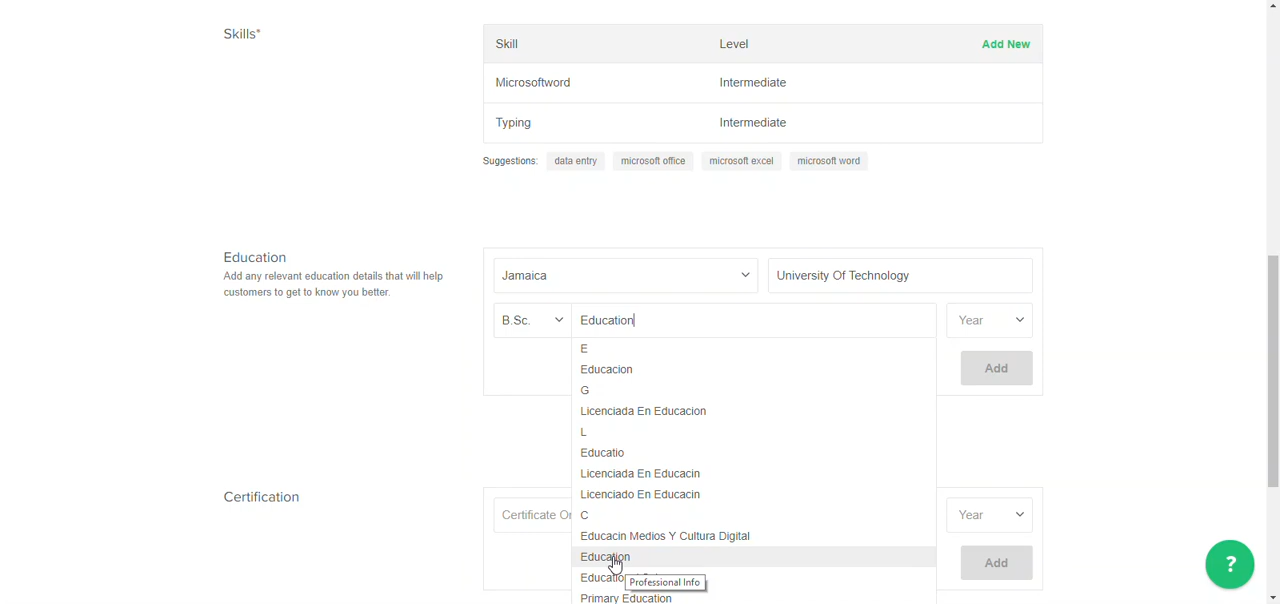 Skills*
Skill Level Add New
Microsoftword Intermediate
Typing Intermediate
Suggestions: data entry microsoft office microsoft excel microsoft word
Education
Add any relevant education details that will help
customers to get to know you better.
Jamaica University Of Technology
B.Sc. Education Year
E
Educacion
Add
G
Licenciada En Educacion
L
Educatio
Licenciada En Educacin
Licenciado En Educacin
Certification
Certificate Or Year
C
Educacin Medios Y Cultura Digital
Education
Add
?
Professional Info
Primary Education